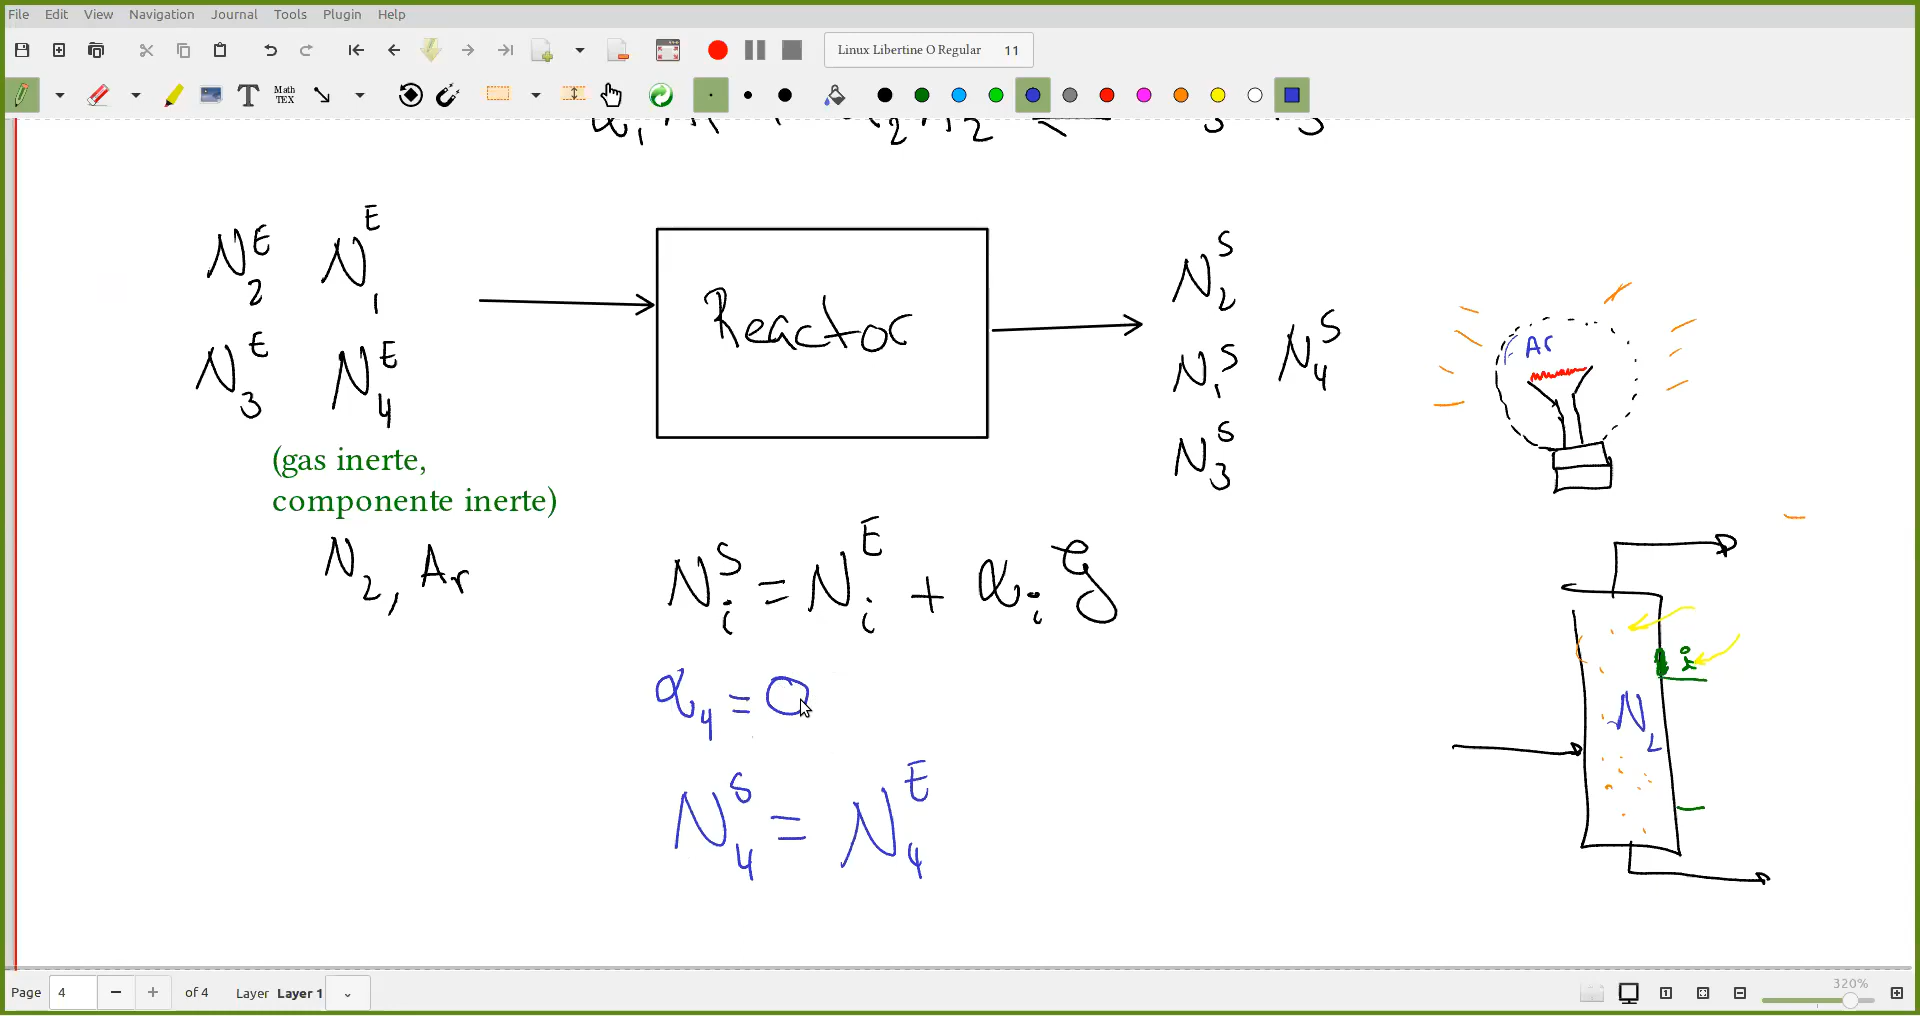 File Edit View Navigation Journal Tools Plugin Help
Linux Libertine O Regular 11
T Math TEX
N₂ᴱ N₁ᴱ
N₃ᴱ N₄ᴱ
(gas inerte,
componente inerte)
N₂, Ar
Reactor
N₂ˢ
N₁ˢ N₄ˢ
N₃ˢ
Ar
Nᵢˢ = Nᵢᴱ + αᵢ
α₄ = 0
N₄ˢ = N₄ᴱ
N₂
Page 4 of 4 Layer Layer 1 320%